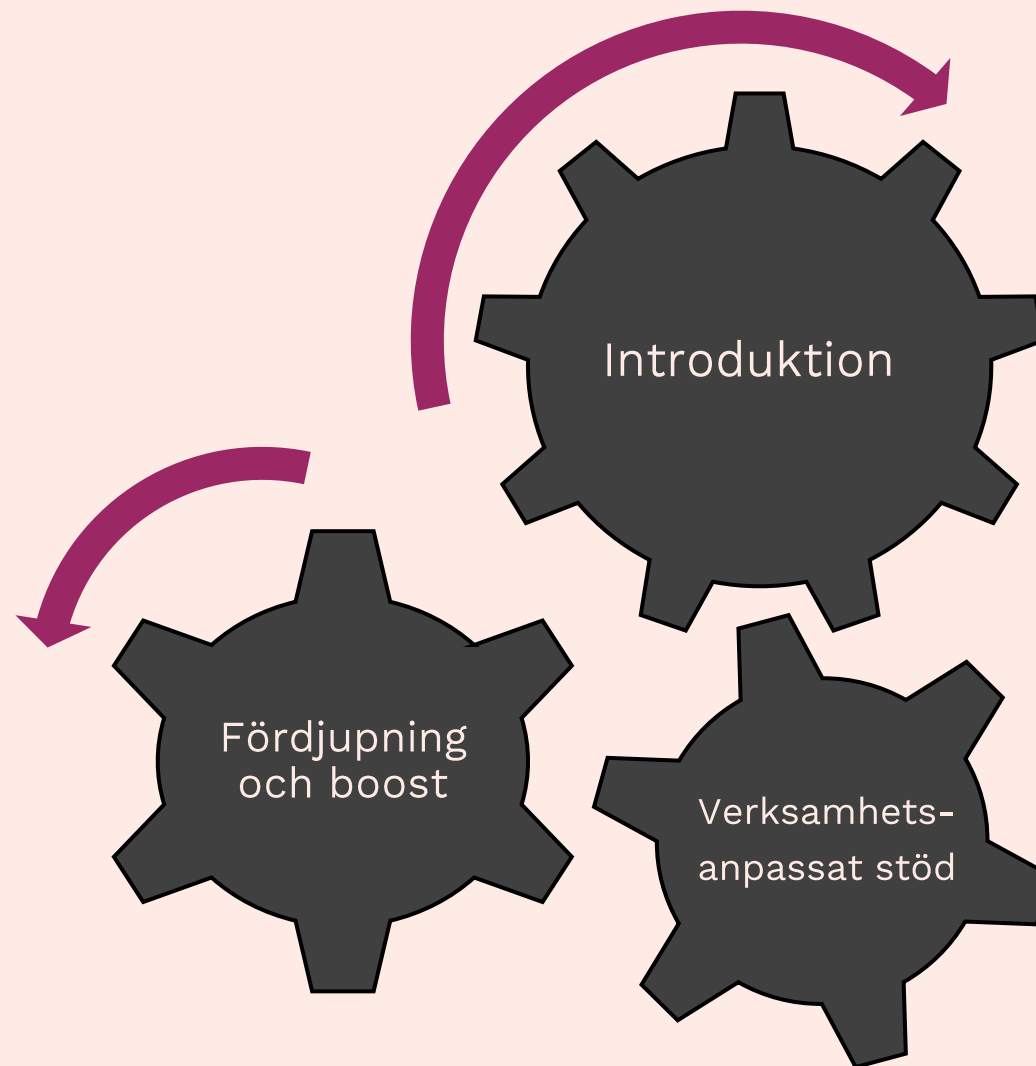 Introduktion
Fördjupning
och boost
Verksamhets-
anpassat stöd